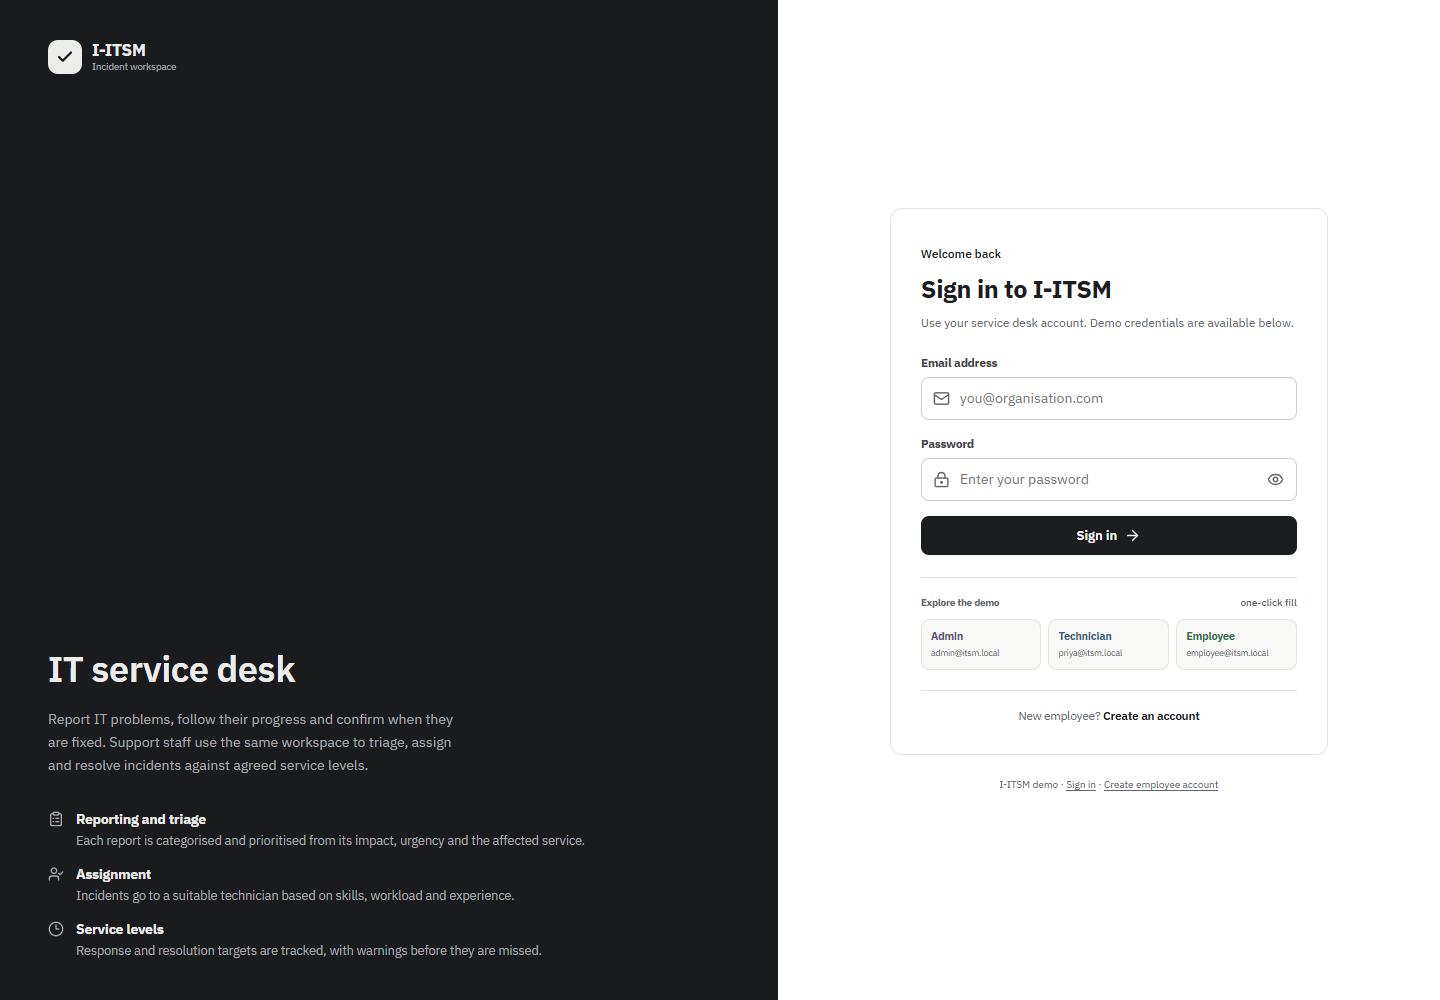 I-ITSM
Incident workspace
IT service desk
Report IT problems, follow their progress and confirm when they
are fixed. Support staff use the same workspace to triage, assign
and resolve incidents against agreed service levels.
Reporting and triage
Each report is categorised and prioritised from its impact, urgency and the affected service.
Assignment
Incidents go to a suitable technician based on skills, workload and experience.
Service levels
Response and resolution targets are tracked, with warnings before they are missed.
Welcome back
Sign in to I-ITSM
Use your service desk account. Demo credentials are available below.
Email address
you@organisation.com
Password
Enter your password
Sign in
Explore the demo one-click fill
Admin Technician Employee
admin@itsm.local priya@itsm.local employee@itsm.local
New employee? Create an account
I-ITSM demo · Sign in · Create employee account